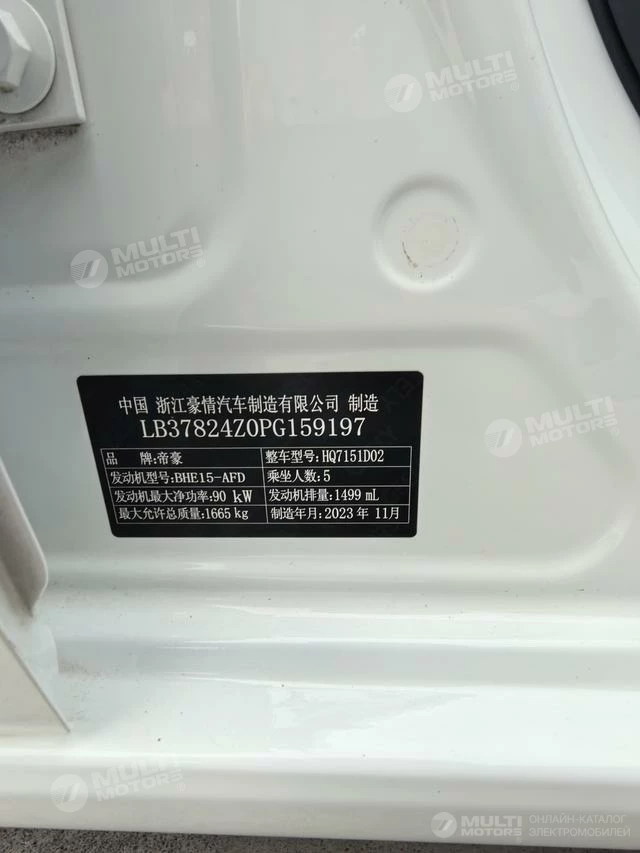 MULTI
MOTORS
MULTI
MOTORS
中国 浙江豪情汽车制造有限公司 制造
LB37824Z0PG159197
品 牌:帝豪 整车型号:HQ7151D02
发动机型号:BHE15-AFD 乘坐人数:5
发动机最大净功率:90 kW 发动机排量:1499 mL
最大允许总质量:1665 kg 制造年月:2023 年 11月
MULTI
MOTORS
MULTI
MOTORS
ОНЛАЙН-КАТАЛОГ
ЭЛЕКТРОМОБИЛЕЙ